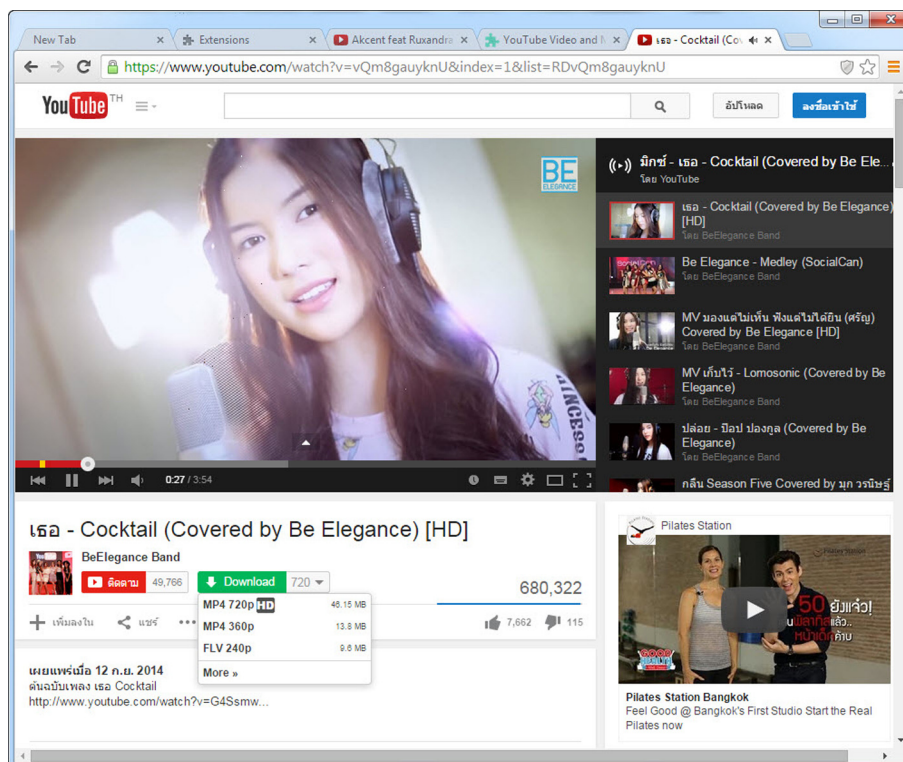 New Tab
Extensions
Akcent feat Ruxandra
YouTube Video and M
เธอ - Cocktail (Cov
https://www.youtube.com/watch?v=vQm8gauyknU&index=1&list=RDvQm8gauyknU
YouTube TH
อัปโหลด
ลงชื่อเข้าใช้
BE
ELEGANCE
PRINCESS
0:27 / 3:54
((·)) มิกซ์ - เธอ - Cocktail (Covered by Be Ele...
โดย YouTube
เธอ - Cocktail (Covered by Be Elegance)
[HD]
โดย BeElegance Band
Be Elegance - Medley (SocialCan)
โดย BeElegance Band
MV มองแต่ไม่เห็น ฟังแต่ไม่ได้ยิน (ศรัญ)
Covered by Be Elegance [HD]
โดย BeElegance Band
MV เก็บไว้ - Lomosonic (Covered by Be
Elegance)
โดย BeElegance Band
ปล่อย - ป๊อป ปองกูล (Covered by Be
Elegance)
โดย BeElegance Band
กลืน Season Five Covered by มุก วรนิษฐ์
เธอ - Cocktail (Covered by Be Elegance) [HD]
BeElegance Band
ติดตาม 49,766
Download 720
680,322
MP4 720p HD 46.15 MB
MP4 360p 13.8 MB
FLV 240p 9.6 MB
More »
เพิ่มลงใน แชร์ •••
7,662 115
เผยแพร่เมื่อ 12 ก.ย. 2014
ต้นฉบับเพลง เธอ Cocktail
http://www.youtube.com/watch?v=G4Ssmw...
Pilates Station
50 ยังแจ๋ว!
GOOD HEALTH
Pilates Station Bangkok
Feel Good @ Bangkok's First Studio Start the Real
Pilates now